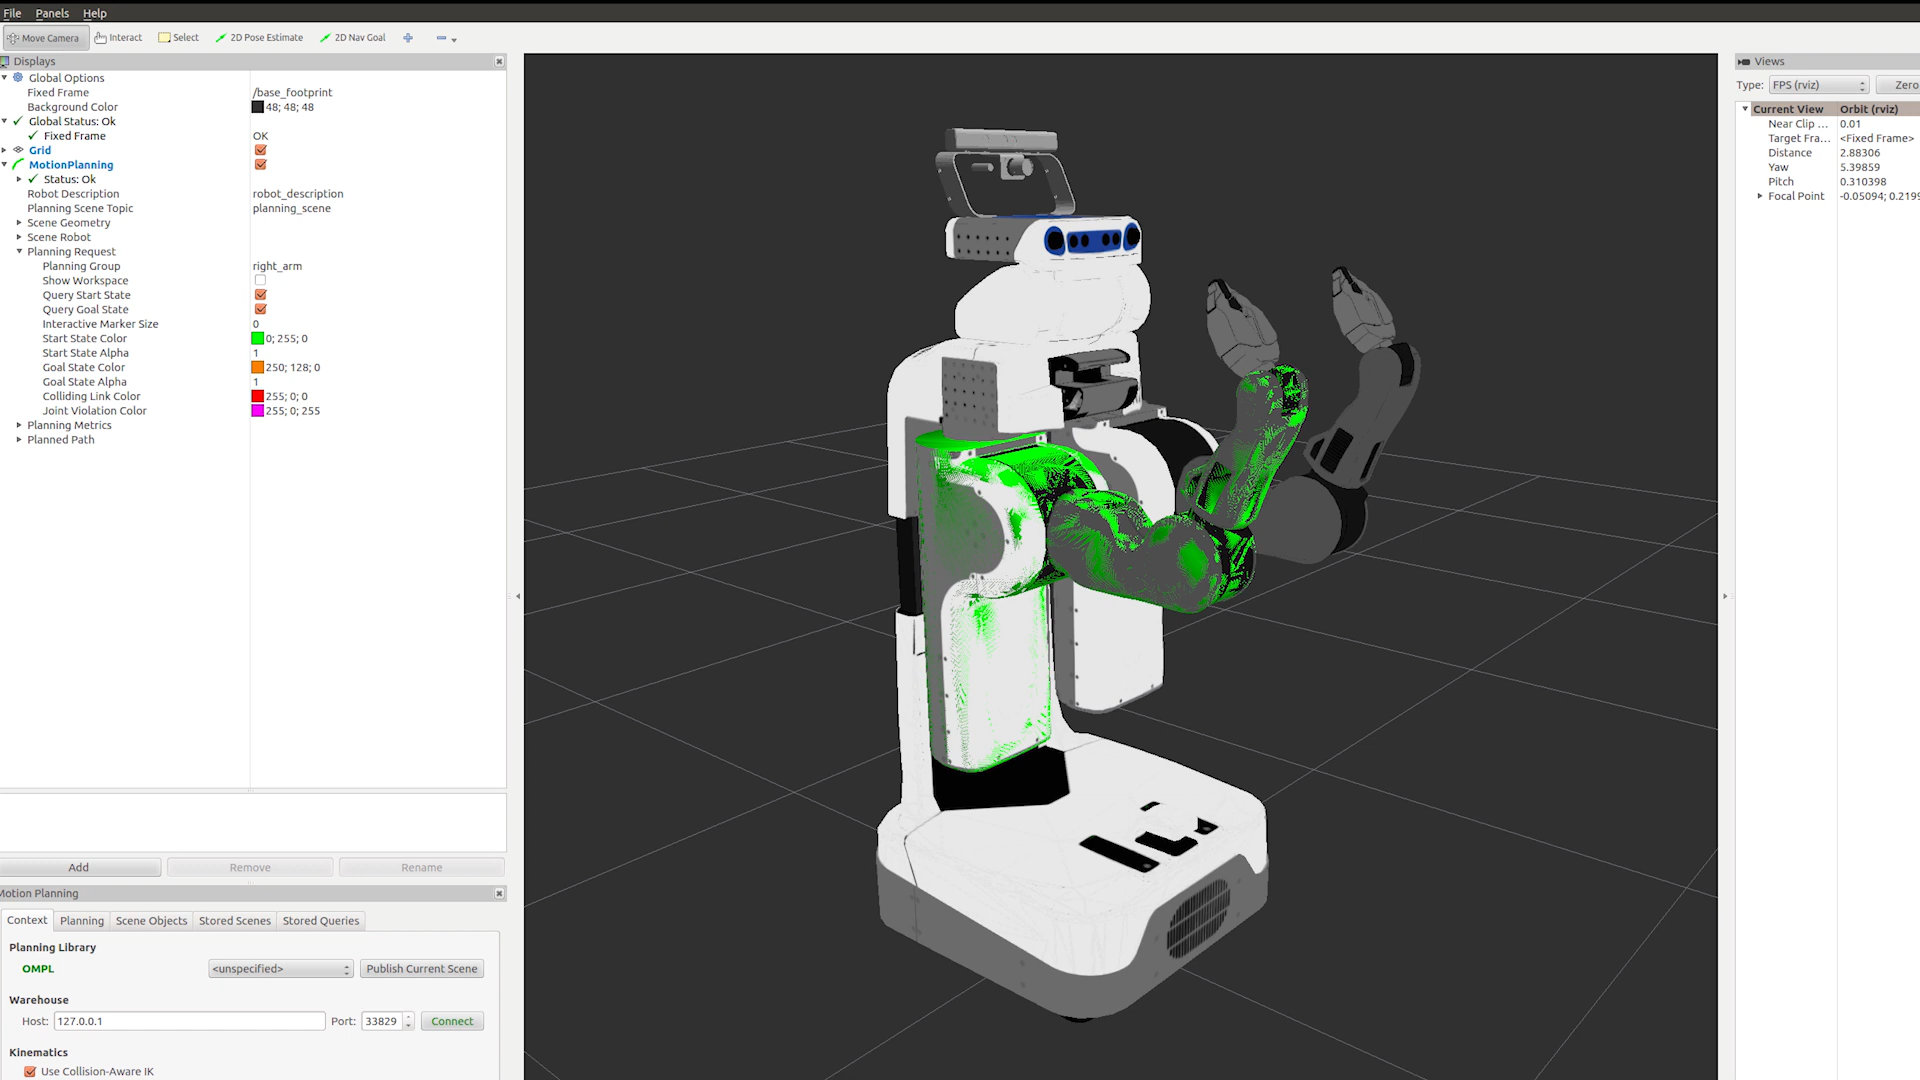 File Panels Help
Move Camera Interact Select 2D Pose Estimate 2D Nav Goal
Displays
Global Options
Fixed Frame /base_footprint
Background Color 48; 48; 48
Global Status: Ok
Fixed Frame OK
Grid
MotionPlanning
Status: Ok
Robot Description robot_description
Planning Scene Topic planning_scene
Scene Geometry
Scene Robot
Planning Request
Planning Group right_arm
Show Workspace
Query Start State
Query Goal State
Interactive Marker Size 0
Start State Color 0; 255; 0
Start State Alpha 1
Goal State Color 250; 128; 0
Goal State Alpha 1
Colliding Link Color 255; 0; 0
Joint Violation Color 255; 0; 255
Planning Metrics
Planned Path
Add Remove Rename
Motion Planning
Context Planning Scene Objects Stored Scenes Stored Queries
Planning Library
OMPL <unspecified> Publish Current Scene
Warehouse
Host: 127.0.0.1 Port: 33829 Connect
Kinematics
Use Collision-Aware IK
Views
Type: FPS (rviz) Zero
Current View Orbit (rviz)
Near Clip ... 0.01
Target Fra... <Fixed Frame>
Distance 2.88306
Yaw 5.39859
Pitch 0.310398
Focal Point -0.05094; 0.2199